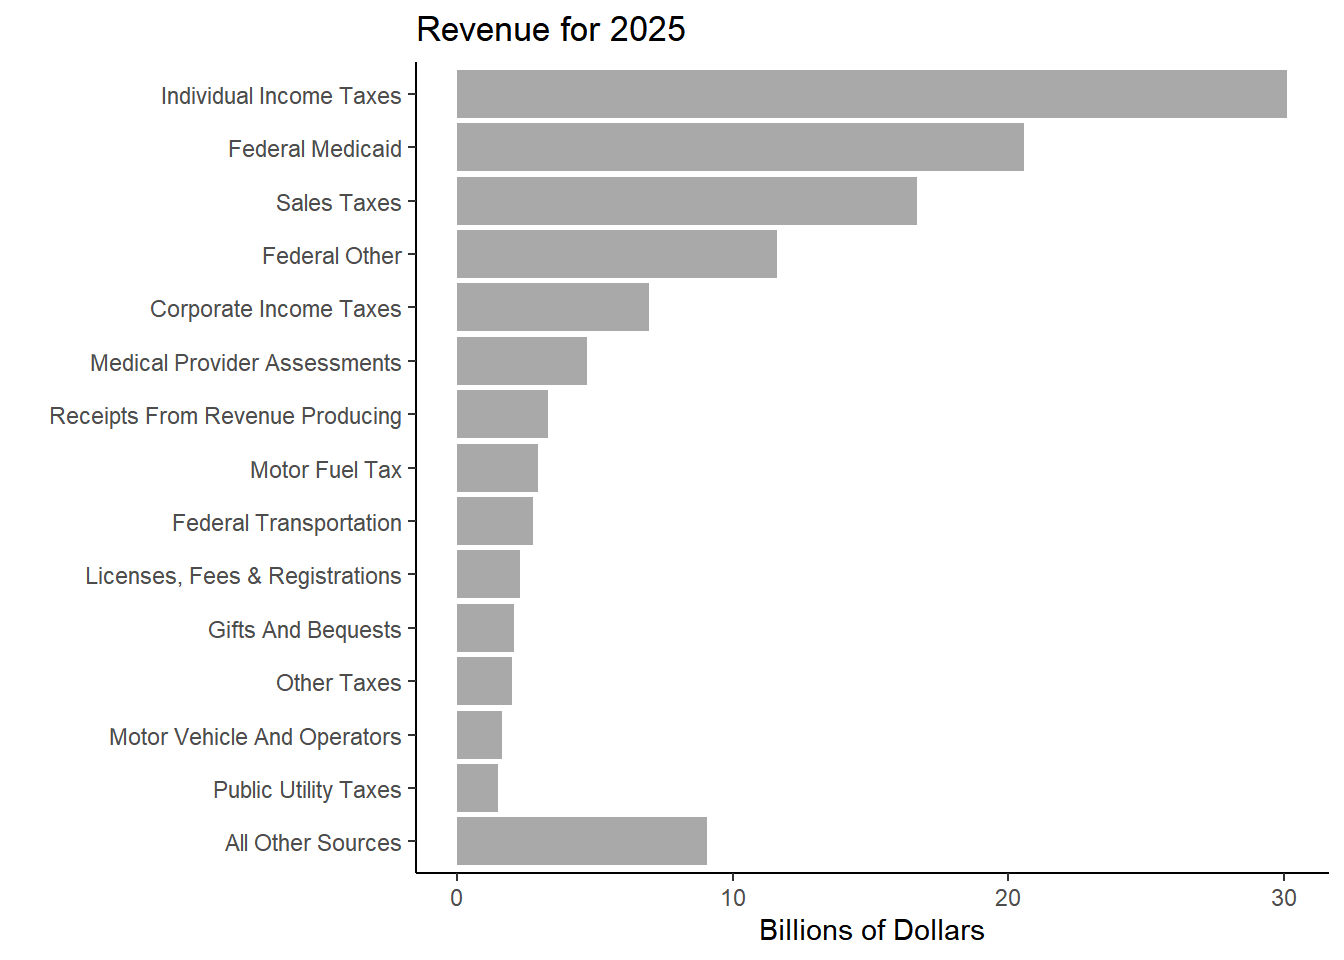 Revenue for 2025
Individual Income Taxes
Federal Medicaid
Sales Taxes
Federal Other
Corporate Income Taxes
Medical Provider Assessments
Receipts From Revenue Producing
Motor Fuel Tax
Federal Transportation
Licenses, Fees & Registrations
Gifts And Bequests
Other Taxes
Motor Vehicle And Operators
Public Utility Taxes
All Other Sources
0 10 20 30
Billions of Dollars